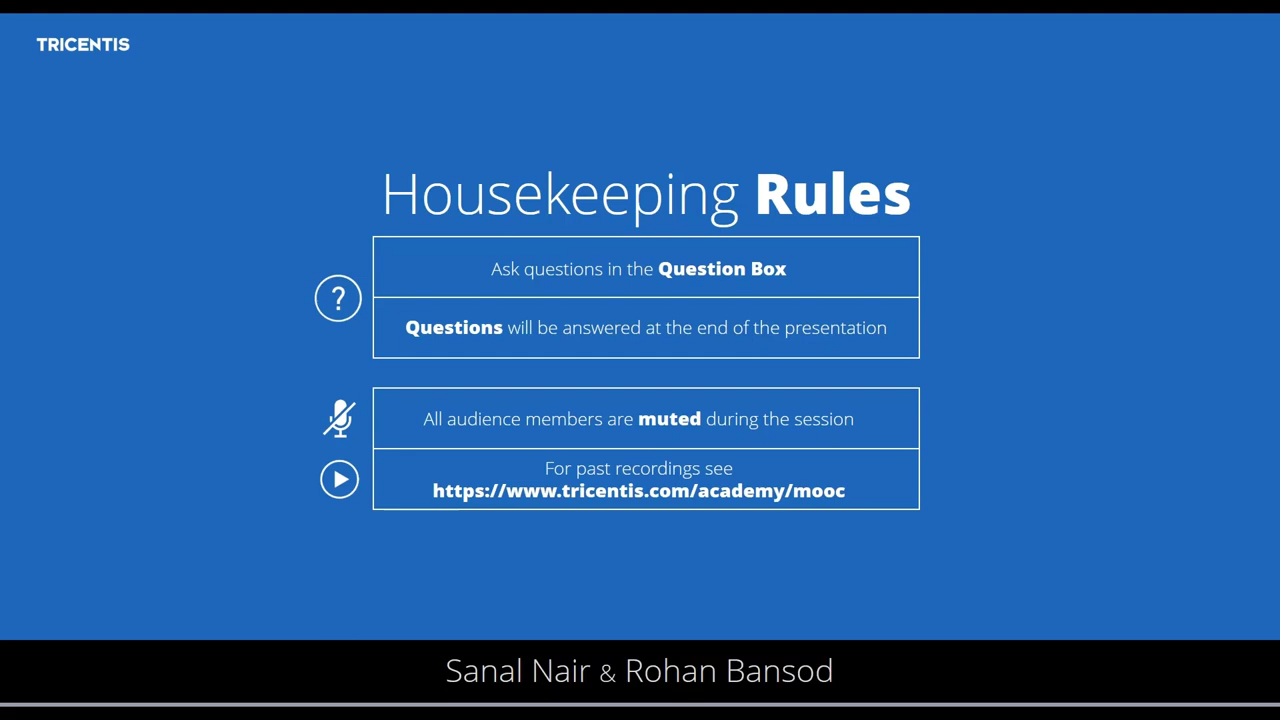 TRICENTIS
Housekeeping Rules
Ask questions in the Question Box
?
Questions will be answered at the end of the presentation
All audience members are muted during the session
For past recordings see
https://www.tricentis.com/academy/mooc
Sanal Nair & Rohan Bansod